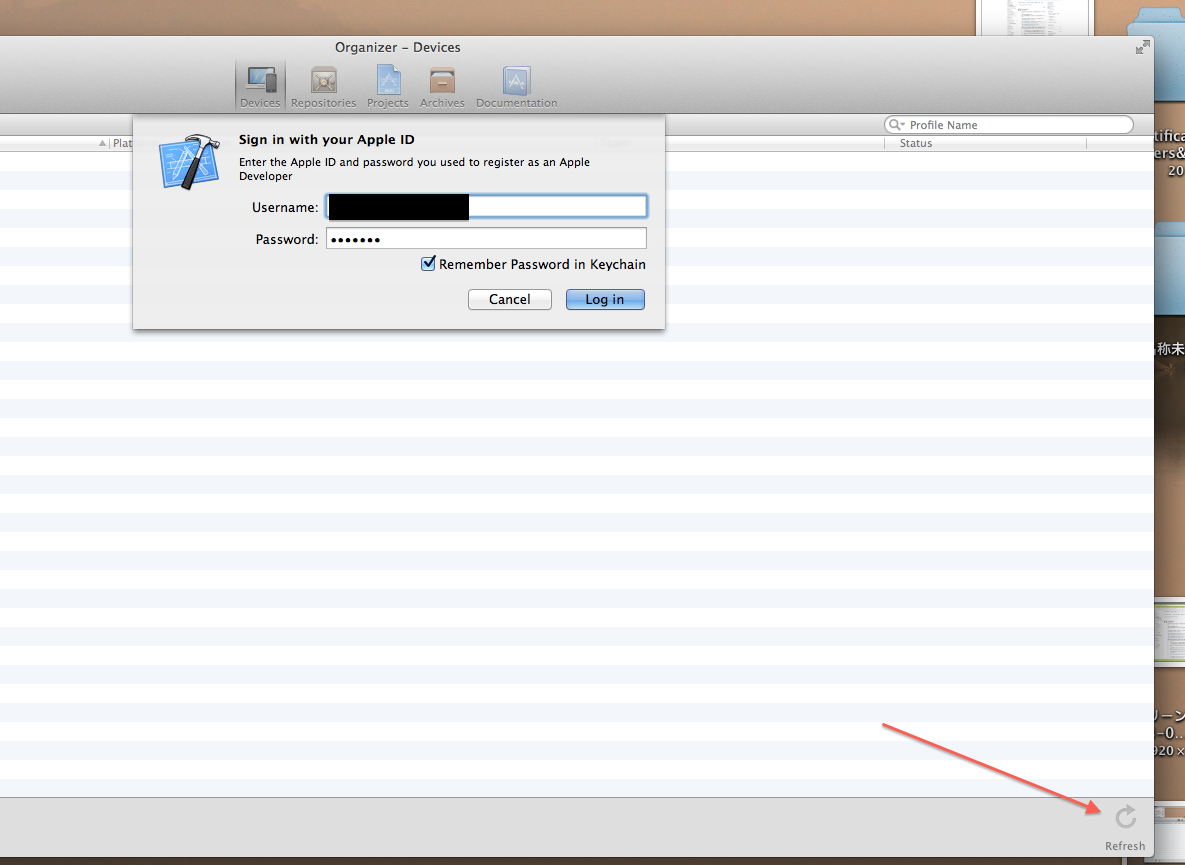 Organizer – Devices
Devices Repositories Projects Archives Documentation
Profile Name
Plat
Status
Sign in with your Apple ID
Enter the Apple ID and password you used to register as an Apple
Developer
Username:
Password: •••••••
Remember Password in Keychain
Cancel Log in
tifica
ers&
20
称未
リーン
-0...
920×
Refresh